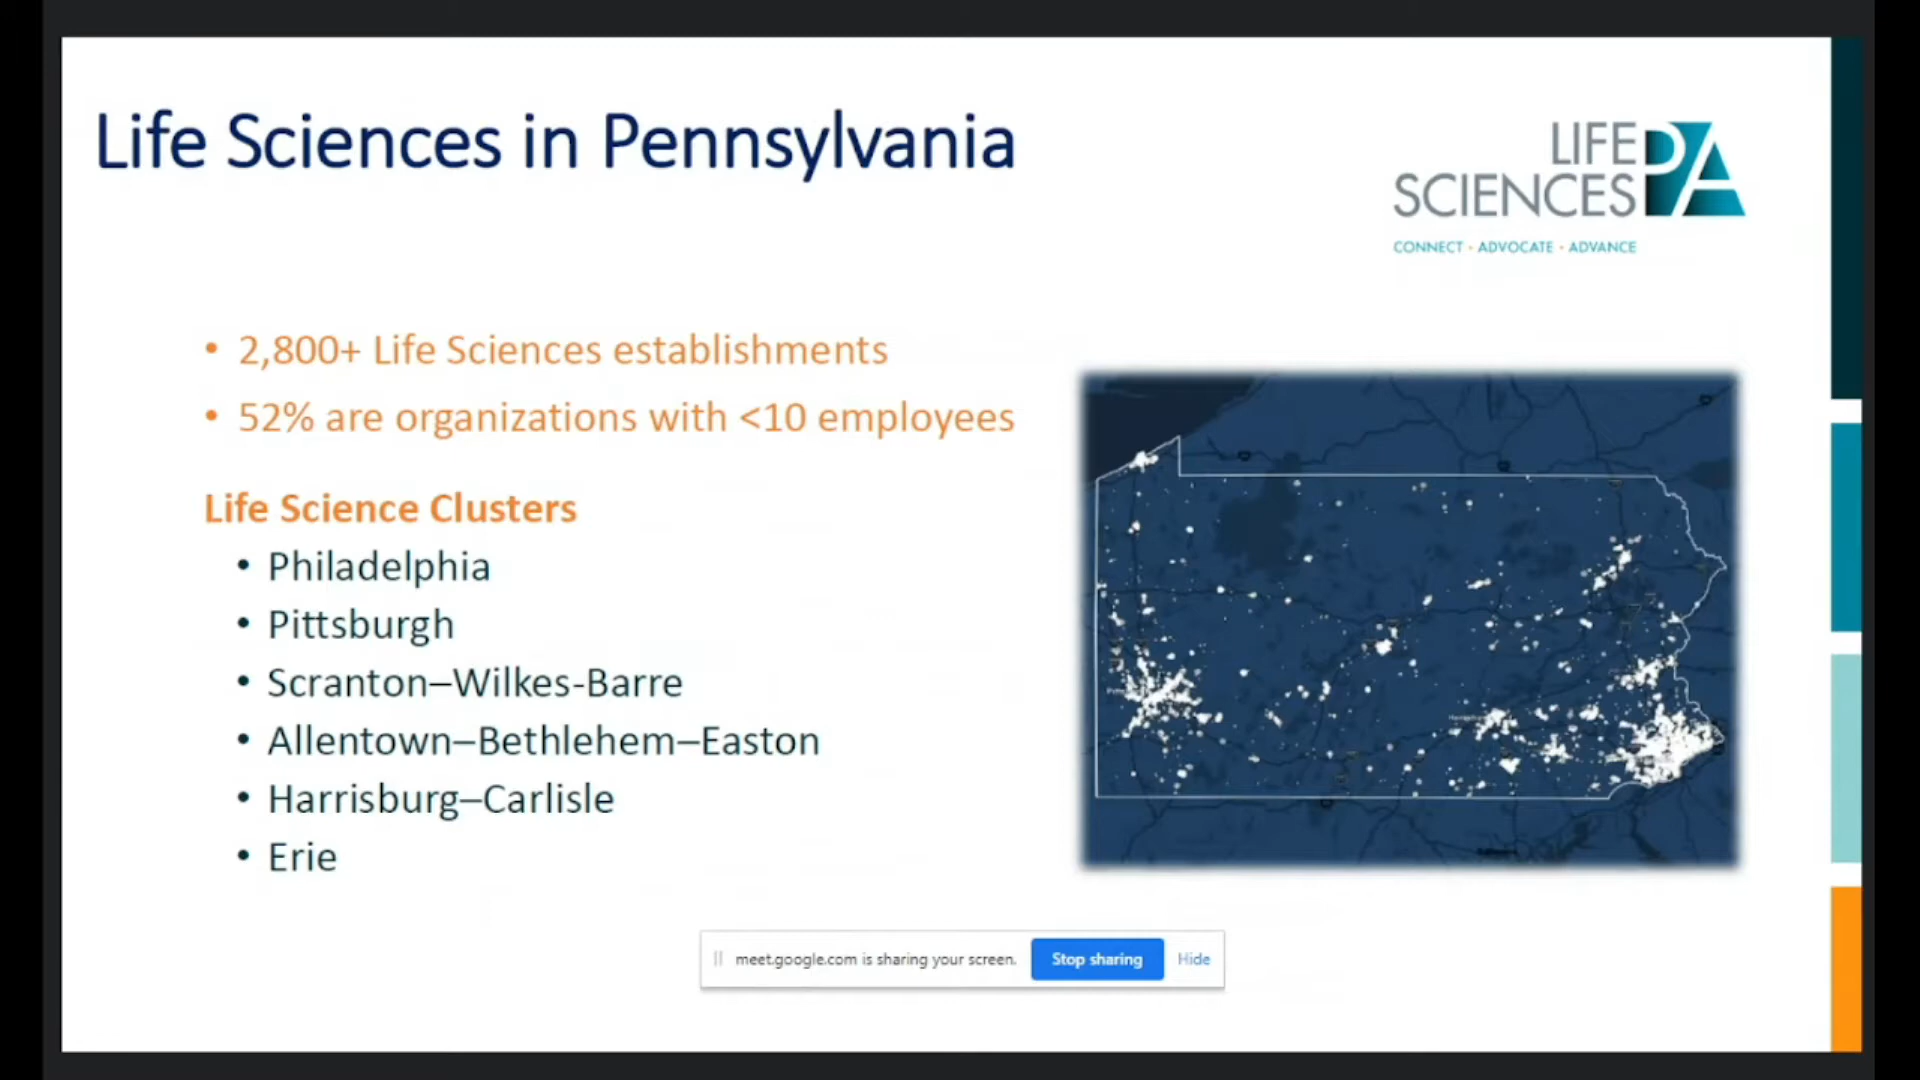 Life Sciences in Pennsylvania
LIFE
SCIENCES
PA
CONNECT · ADVOCATE · ADVANCE
• 2,800+ Life Sciences establishments
• 52% are organizations with <10 employees
Life Science Clusters
• Philadelphia
• Pittsburgh
• Scranton–Wilkes-Barre
• Allentown–Bethlehem–Easton
• Harrisburg–Carlisle
• Erie
meet.google.com is sharing your screen.
Stop sharing
Hide